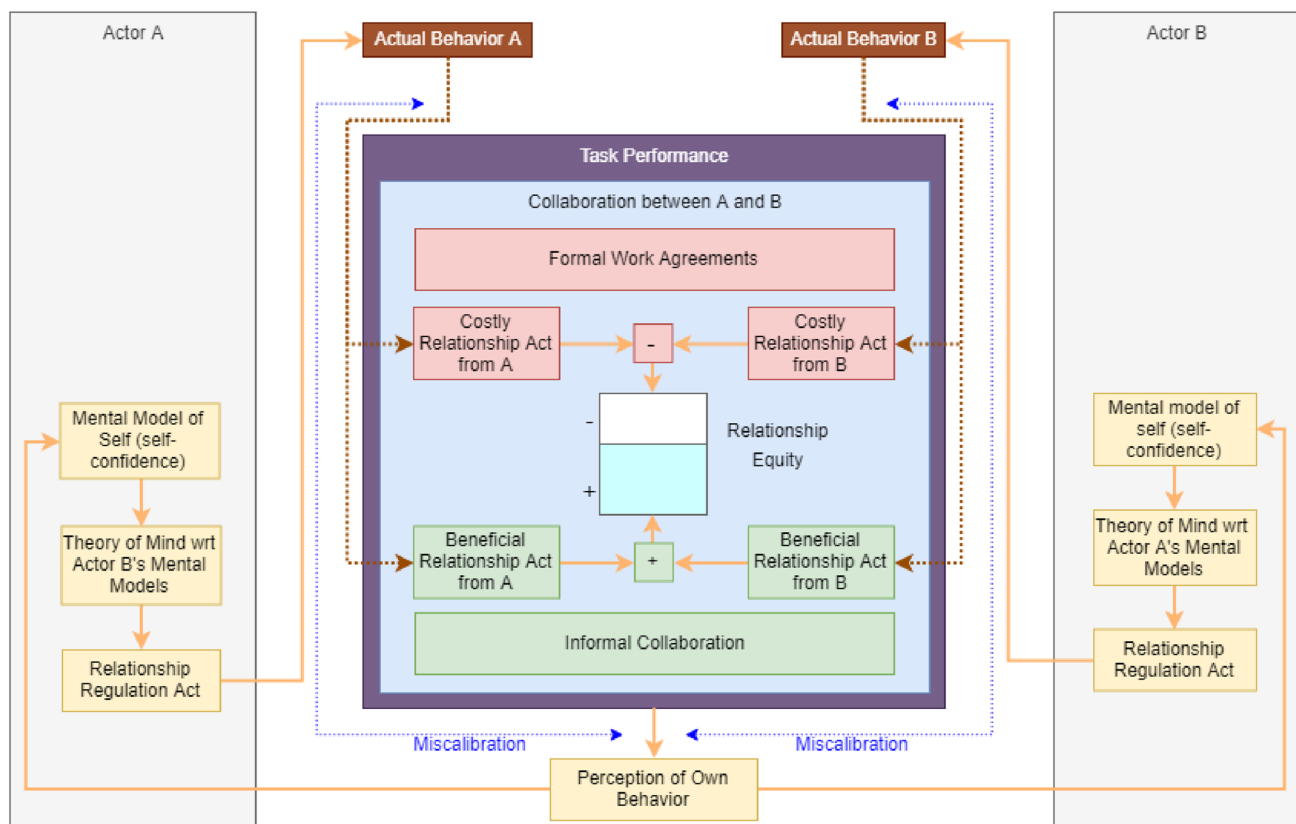 Actor A
Actual Behavior A
Actual Behavior B
Actor B
Task Performance
Collaboration between A and B
Formal Work Agreements
Costly
Relationship Act
from A
-
Costly
Relationship Act
from B
-
+
Relationship
Equity
Beneficial
Relationship Act
from A
+
Beneficial
Relationship Act
from B
Informal Collaboration
Mental Model of
Self (self-
confidence)
Theory of Mind wrt
Actor B's Mental
Models
Relationship
Regulation Act
Mental model of
self (self-
confidence)
Theory of Mind wrt
Actor A's Mental
Models
Relationship
Regulation Act
Miscalibration
Miscalibration
Perception of Own
Behavior